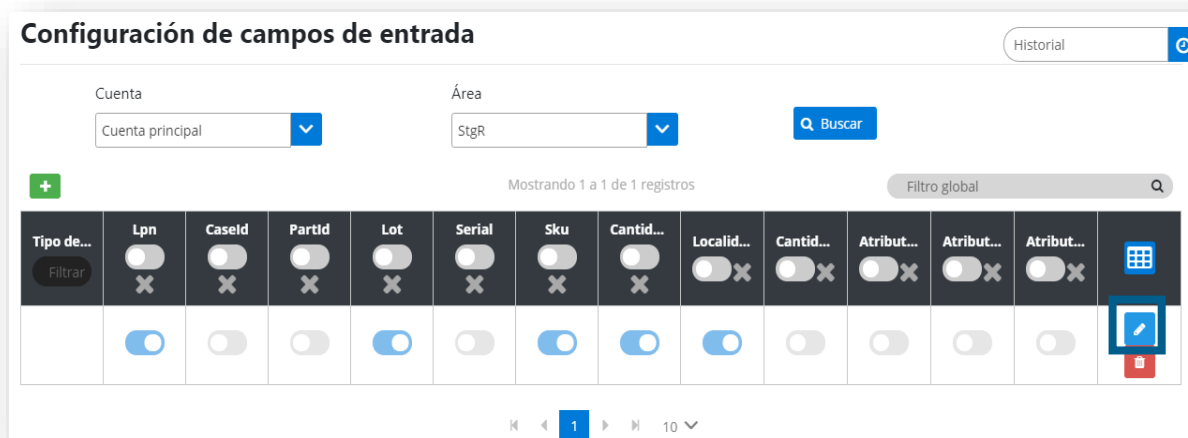 Configuración de campos de entrada
Historial
Cuenta
Área
Cuenta principal
StgR
Buscar
Mostrando 1 a 1 de 1 registros
Filtro global
Tipo de...
Lpn
CaseId
PartId
Lot
Serial
Sku
Cantid...
Localid...
Cantid...
Atribut...
Atribut...
Atribut...
Filtrar
1
10